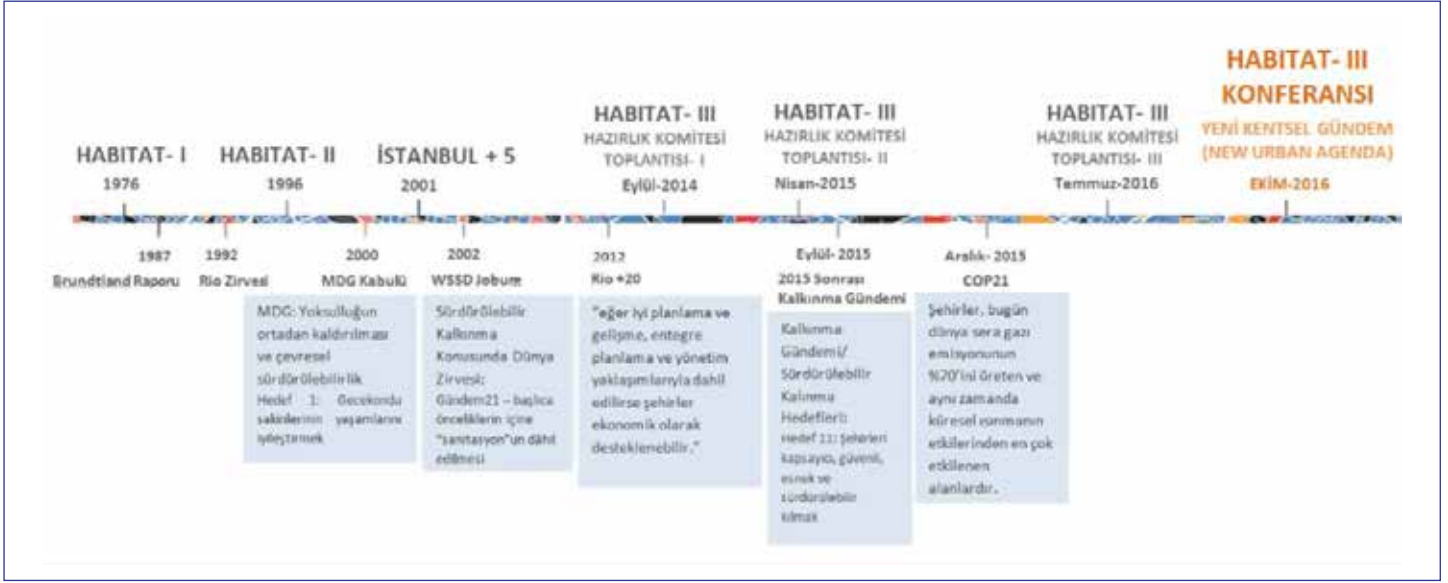 HABITAT- I
1976
HABITAT- II
1996
İSTANBUL + 5
2001
HABITAT- III
HAZIRLIK KOMİTESİ
TOPLANTISI- I
Eylül-2014
HABITAT- III
HAZIRLIK KOMİTESİ
TOPLANTISI- II
Nisan-2015
HABITAT- III
HAZIRLIK KOMİTESİ
TOPLANTISI- III
Temmuz-2016
HABITAT- III
KONFERANSI
YENİ KENTSEL GÜNDEM
(NEW URBAN AGENDA)
EKİM-2016
1987
Brundtland Raporu
1992
Rio Zirvesi
2000
MDG Kabulü
MDG: Yoksulluğun
ortadan kaldırılması
ve çevresel
sürdürülebilirlik
Hedef 1: Gecekondu
sakinlerinin yaşamlarını
iyileştirmek
2002
WSSD Joburg
Sürdürülebilir
Kalkınma
Konusunda Dünya
Zirvesi:
Gündem21 – başlıca
önceliklerin içine
"sanitasyon"un dâhil
edilmesi
2012
Rio +20
"eğer iyi planlama ve
gelişme, entegre
planlama ve yönetim
yaklaşımlarıyla dahil
edilirse şehirler
ekonomik olarak
desteklenebilir."
Eylül-2015
2015 Sonrası
Kalkınma Gündemi
Kalkınma
Gündemi/
Sürdürülebilir
Kalınma
Hedefleri:
Hedef 11: Şehirleri
kapsayıcı, güvenli,
esnek ve
sürdürülebilir
kılmak
Aralık- 2015
COP21
Şehirler, bugün
dünya sera gazı
emisyonunun
%70'ini üreten ve
aynı zamanda
küresel ısınmanın
etkilerinden en çok
etkilenen
alanlardır.